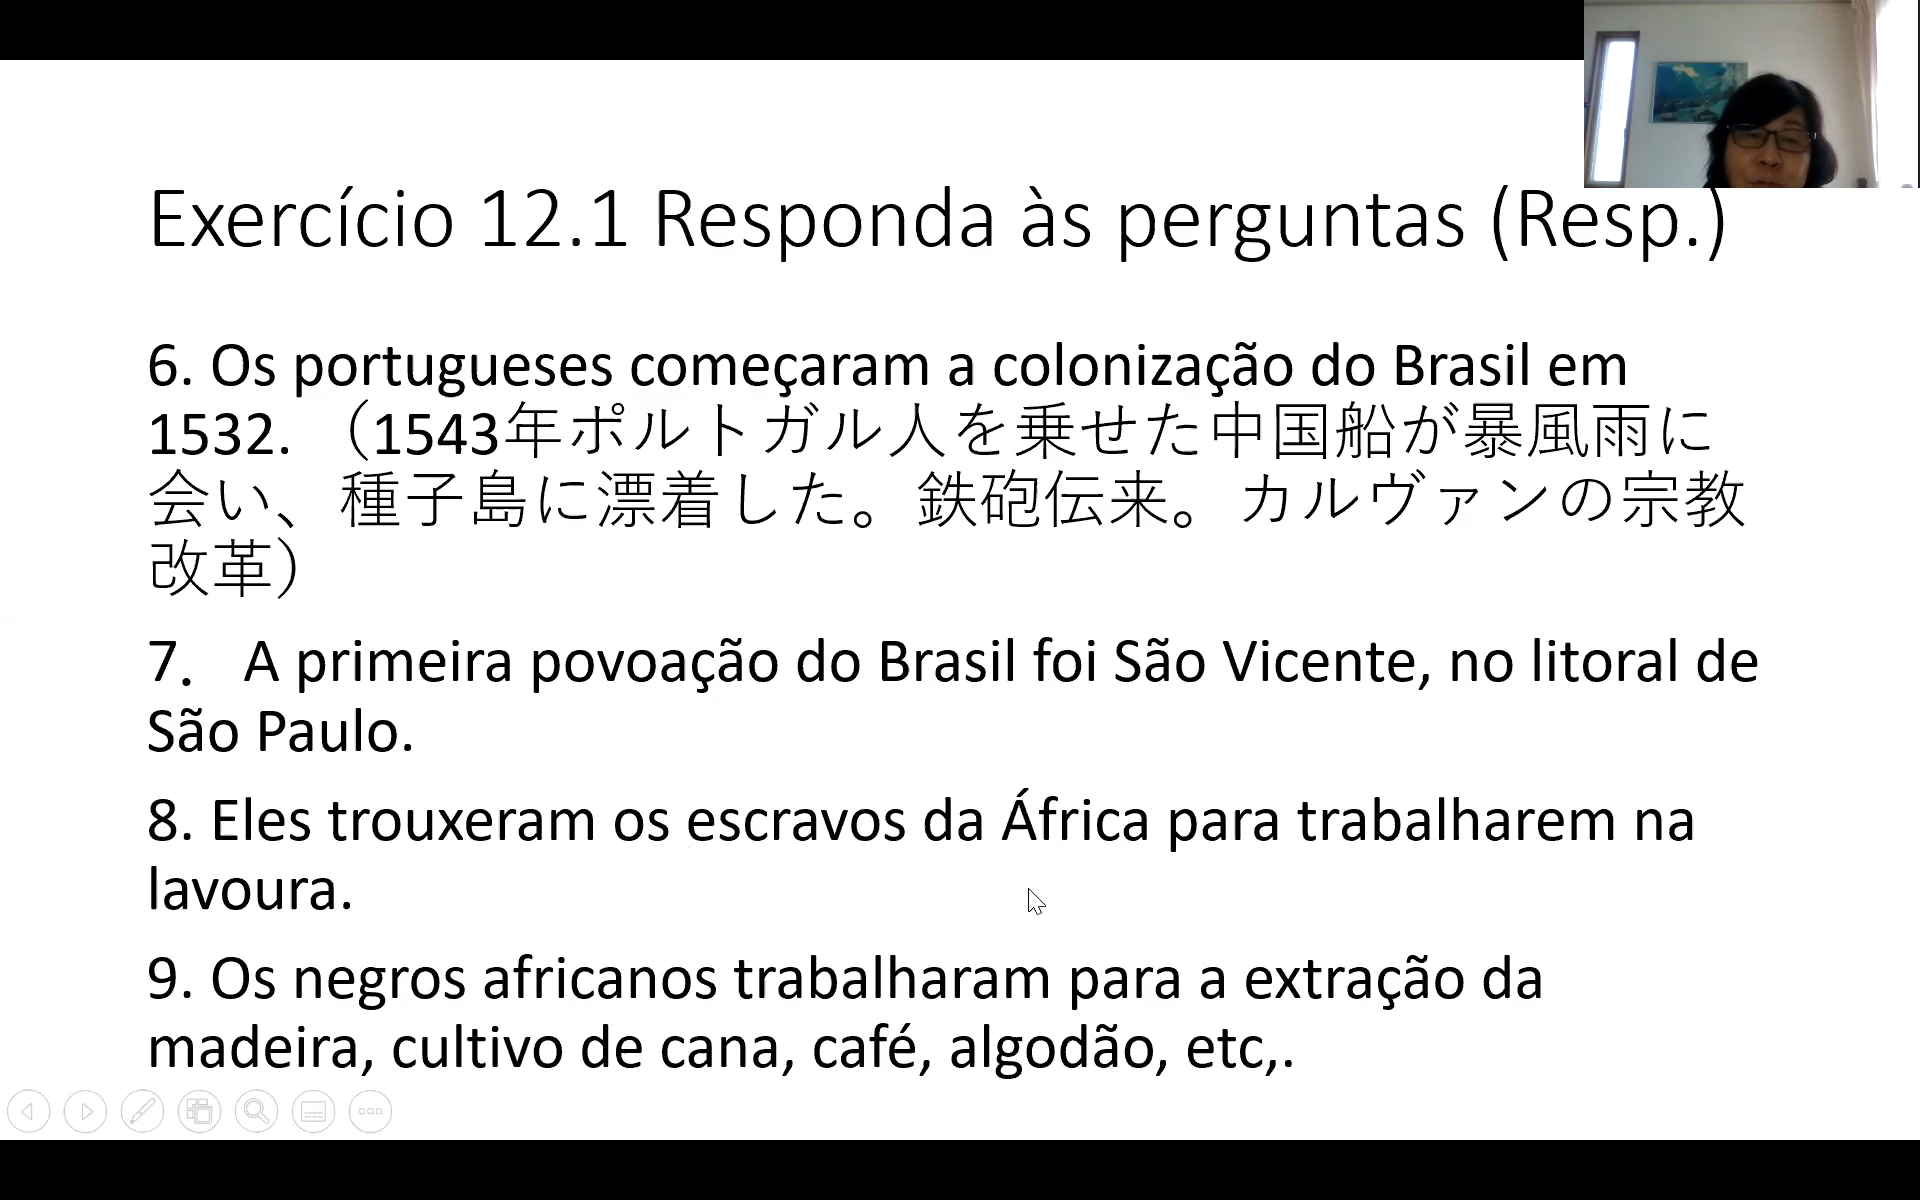 Exercício 12.1 Responda às perguntas (Resp.)
6. Os portugueses começaram a colonização do Brasil em
1532. （1543年ポルトガル人を乗せた中国船が暴風雨に
会い、種子島に漂着した。鉄砲伝来。カルヴァンの宗教
改革）
7． A primeira povoação do Brasil foi São Vicente, no litoral de
São Paulo.
8. Eles trouxeram os escravos da África para trabalharem na
lavoura.
9. Os negros africanos trabalharam para a extração da
madeira, cultivo de cana, café, algodão, etc,.